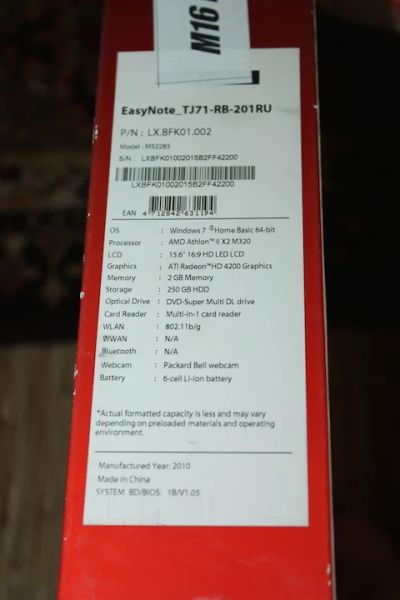 M16
EasyNote_TJ71-RB-201RU
P/N : LX.BFK01.002
Model : MS2285
S/N LXBFK01002015B2FF42200
LXBFK01002015B2FF42200
EAN 4 712842 631194
OS : Windows 7 ® Home Basic 64-bit
Processor : AMD Athlon™ II X2 M320
LCD : 15.6" 16:9 HD LED LCD
Graphics : ATI Radeon™HD 4200 Graphics
Memory : 2 GB Memory
Storage : 250 GB HDD
Optical Drive : DVD-Super Multi DL drive
Card Reader : Multi-in-1 card reader
WLAN : 802.11b/g
WWAN : N/A
Bluetooth : N/A
Webcam : Packard Bell webcam
Battery : 6-cell Li-ion battery
*Actual formatted capacity is less and may vary
depending on preloaded materials and operating
environment.
Manufactured Year: 2010
Made in China
SYSTEM BD/BIOS: 1B/V1.05